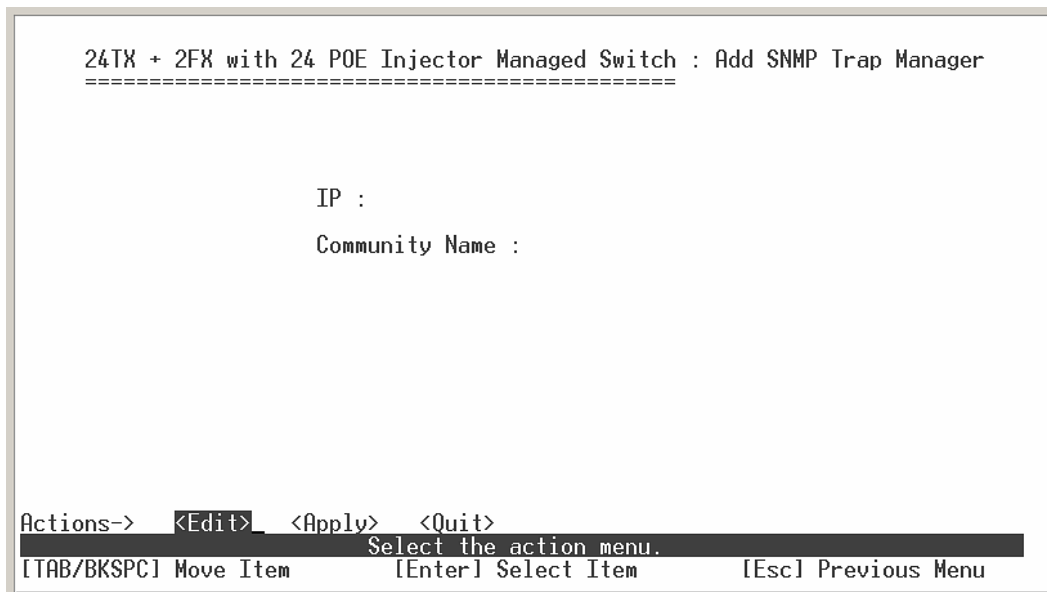 24TX + 2FX with 24 POE Injector Managed Switch : Add SNMP Trap Manager
==============================================
IP :
Community Name :
Actions-> <Edit>_ <Apply> <Quit>
Select the action menu.
[TAB/BKSPC] Move Item [Enter] Select Item [Esc] Previous Menu